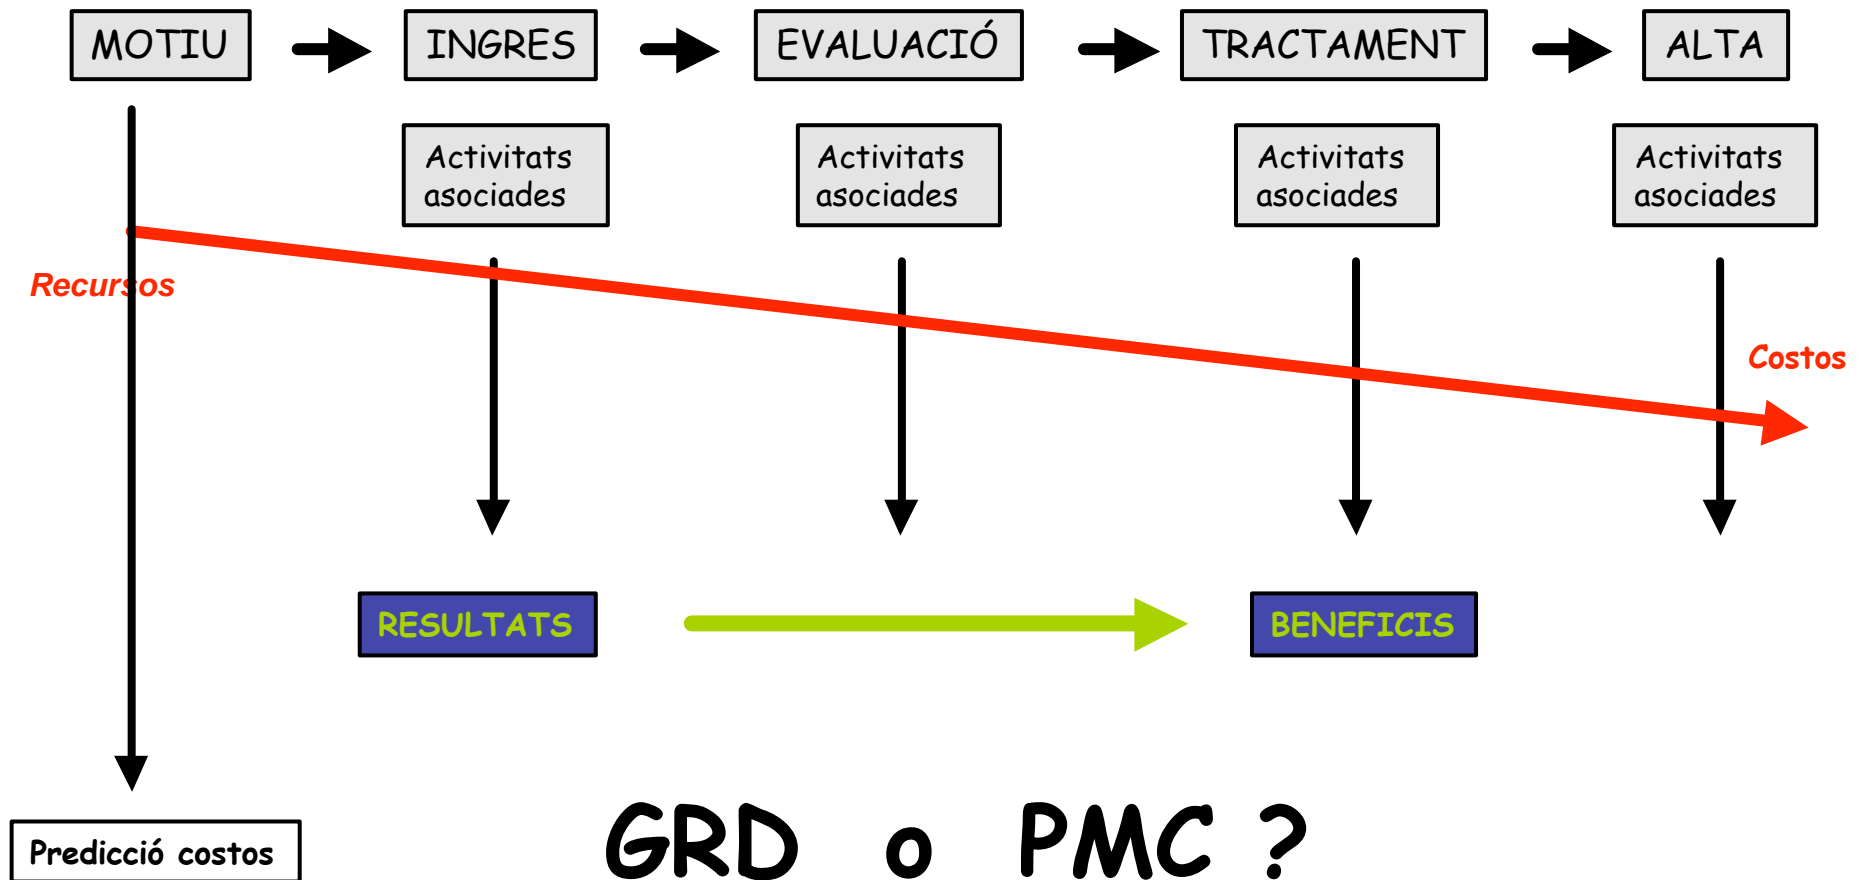 MOTIU
INGRES
EVALUACIÓ
TRACTAMENT
ALTA
Activitats
asociades
Activitats
asociades
Activitats
asociades
Activitats
asociades
Recursos
Costos
RESULTATS
BENEFICIS
Predicció costos
GRD o PMC ?